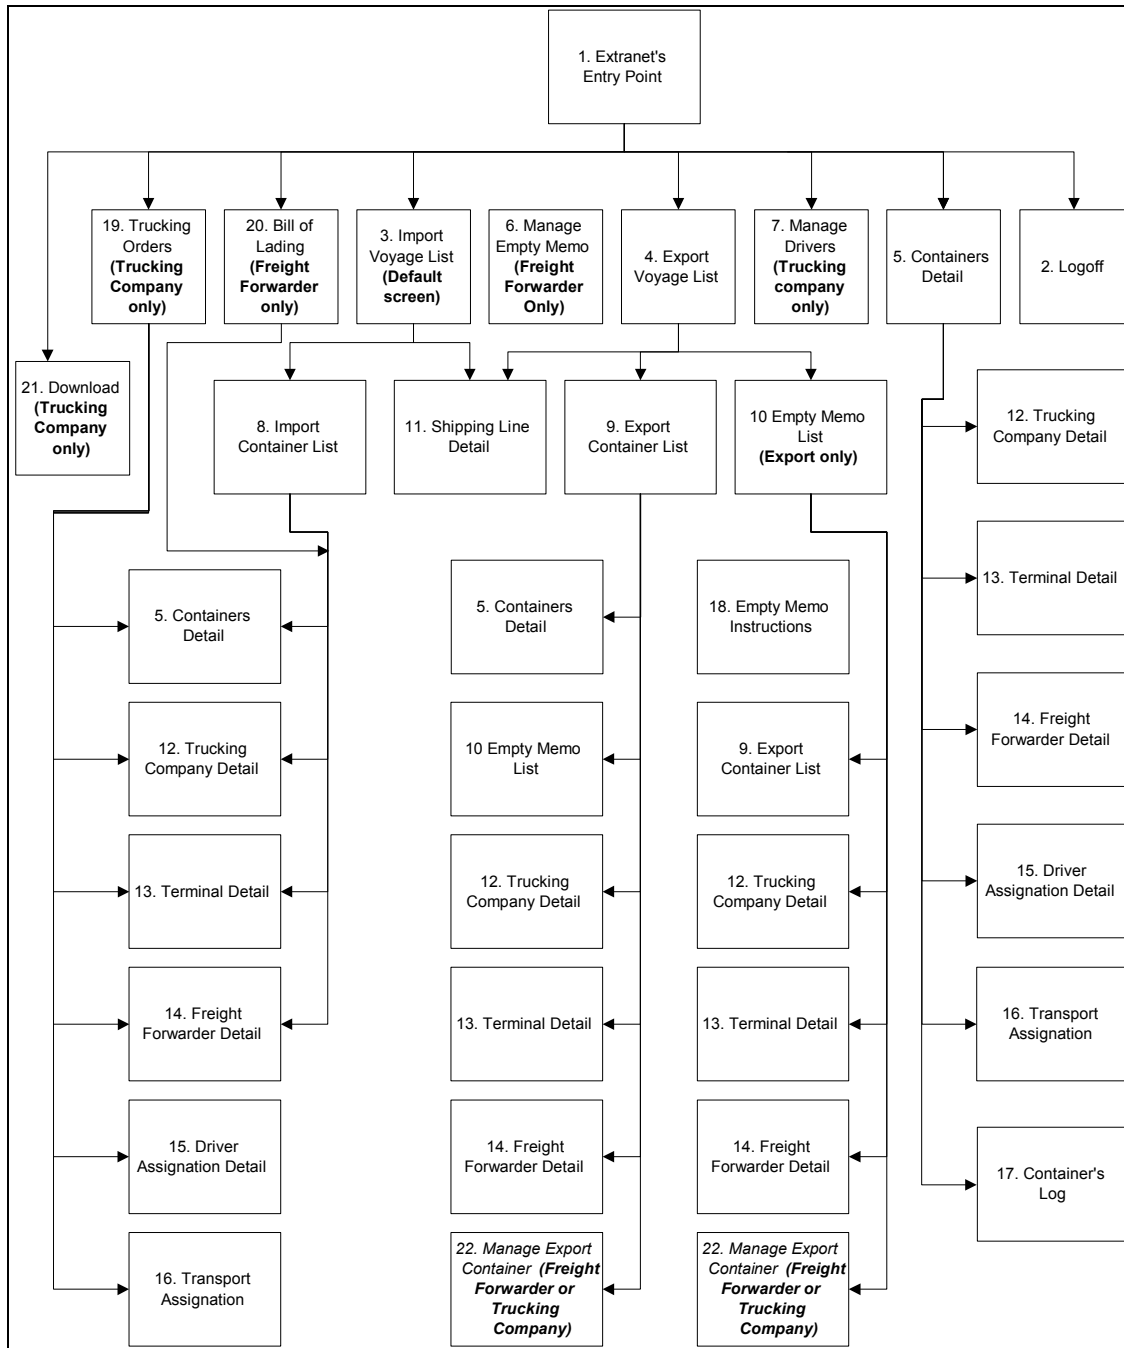 1. Extranet's
Entry Point
19. Trucking
Orders
(Trucking
Company
only)
20. Bill of
Lading
(Freight
Forwarder
only)
3. Import
Voyage List
(Default
screen)
6. Manage
Empty Memo
(Freight
Forwarder
Only)
4. Export
Voyage List
7. Manage
Drivers
(Trucking
company
only)
5. Containers
Detail
2. Logoff
21. Download
(Trucking
Company
only)
8. Import
Container List
11. Shipping Line
Detail
9. Export
Container List
10 Empty Memo
List
(Export only)
12. Trucking
Company Detail
13. Terminal Detail
14. Freight
Forwarder Detail
15. Driver
Assignation Detail
16. Transport
Assignation
17. Container's
Log
5. Containers
Detail
12. Trucking
Company Detail
13. Terminal Detail
14. Freight
Forwarder Detail
15. Driver
Assignation Detail
16. Transport
Assignation
5. Containers
Detail
10 Empty Memo
List
12. Trucking
Company Detail
13. Terminal Detail
14. Freight
Forwarder Detail
22. Manage Export
Container (Freight
Forwarder or
Trucking
Company)
18. Empty Memo
Instructions
9. Export
Container List
12. Trucking
Company Detail
13. Terminal Detail
14. Freight
Forwarder Detail
22. Manage Export
Container (Freight
Forwarder or
Trucking
Company)